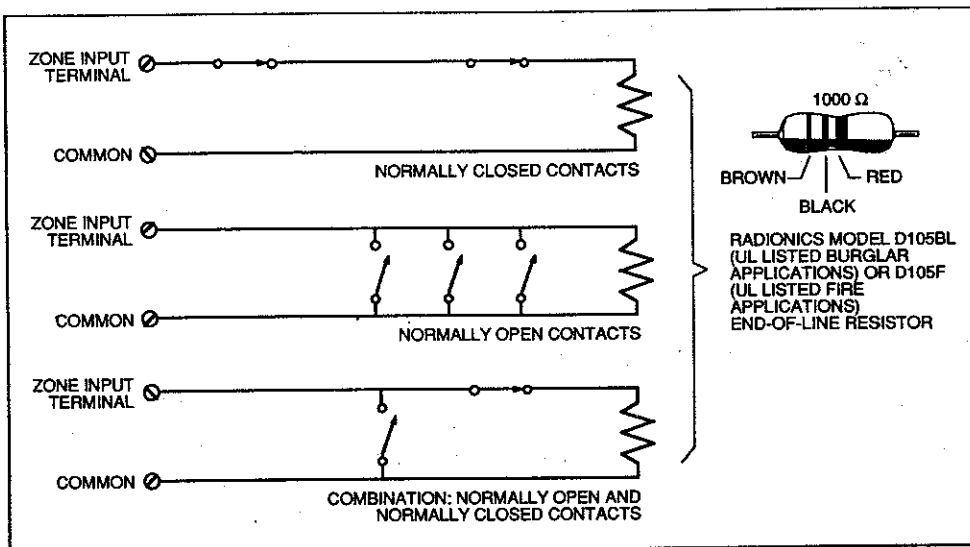 ZONE INPUT
TERMINAL
COMMON
NORMALLY CLOSED CONTACTS
ZONE INPUT
TERMINAL
COMMON
NORMALLY OPEN CONTACTS
ZONE INPUT
TERMINAL
COMMON
COMBINATION: NORMALLY OPEN AND
NORMALLY CLOSED CONTACTS
1000 Ω
BROWN
RED
BLACK
RADIONICS MODEL D105BL
(UL LISTED BURGLAR
APPLICATIONS) OR D105F
(UL LISTED FIRE
APPLICATIONS)
END-OF-LINE RESISTOR